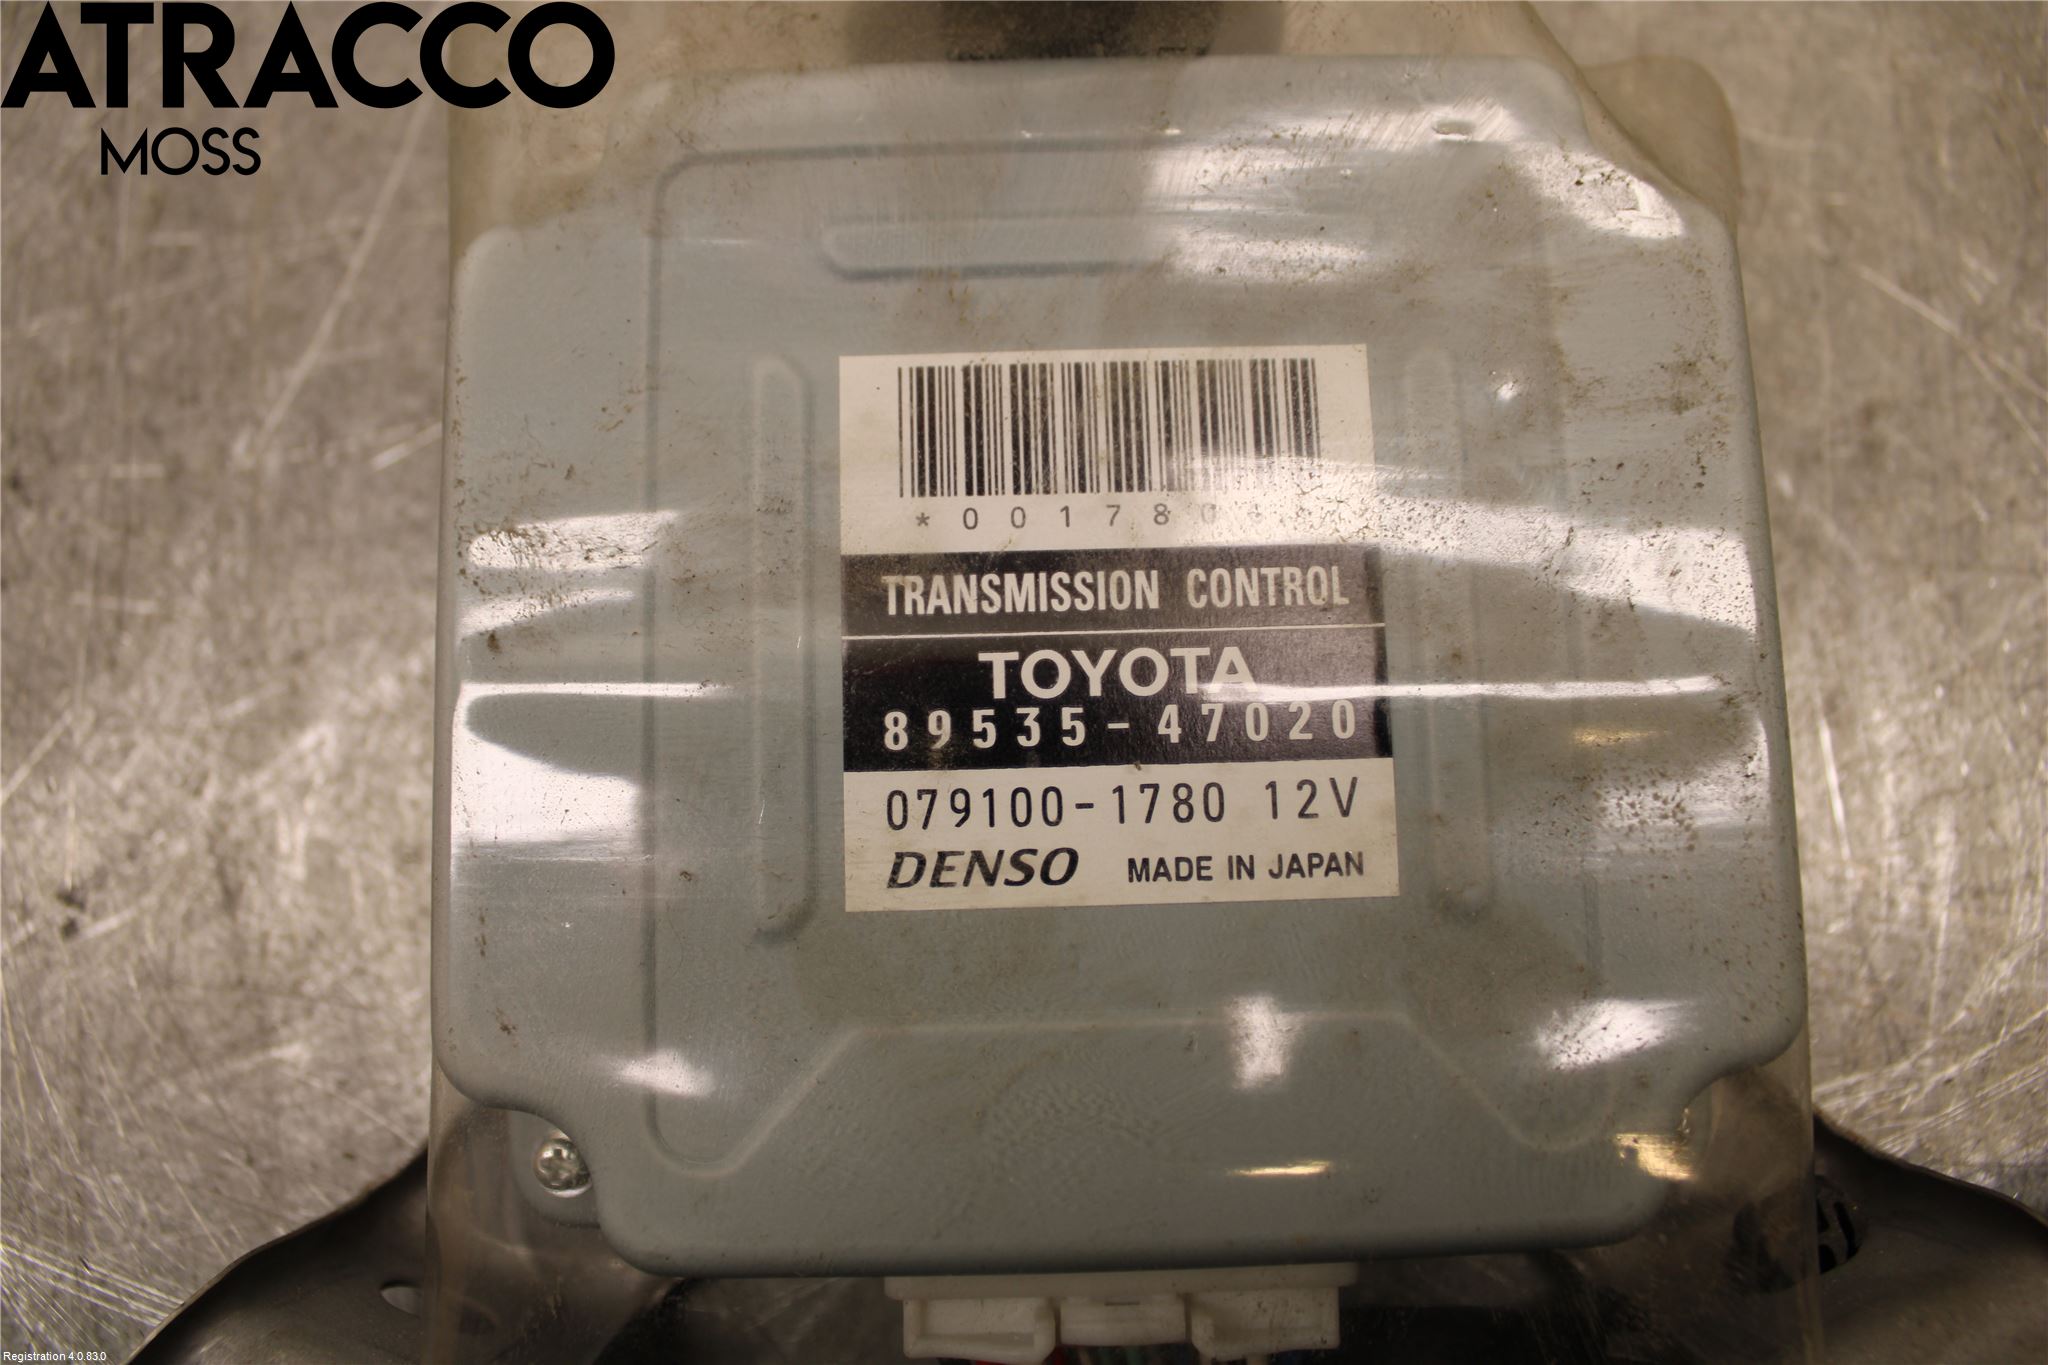 ATRACCO
MOSS
*00178
TRANSMISSION CONTROL
TOYOTA
89535-47020
079100-1780 12V
DENSO MADE IN JAPAN
Registration 4.0.83.0